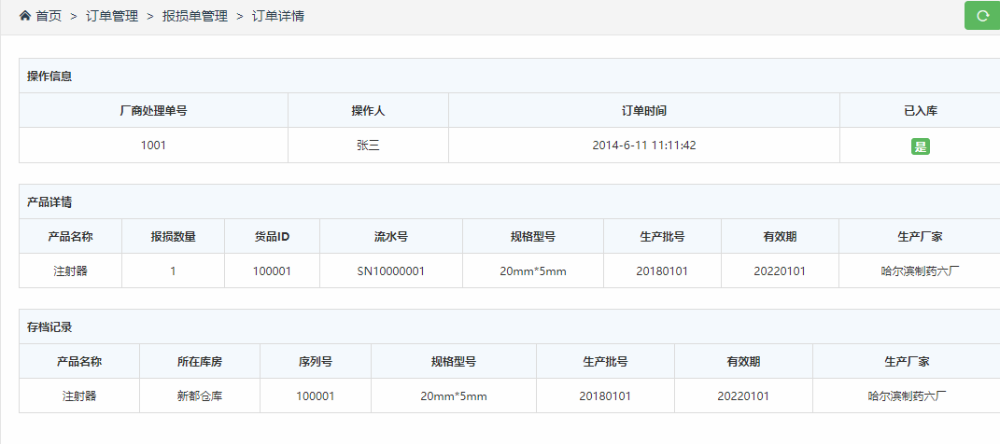 首页 > 订单管理 > 报损单管理 > 订单详情
操作信息
厂商处理单号 操作人 订单时间 已入库
1001 张三 2014-6-11 11:11:42 是
产品详情
产品名称 报损数量 货品ID 流水号 规格型号 生产批号 有效期 生产厂家
注射器 1 100001 SN10000001 20mm*5mm 20180101 20220101 哈尔滨制药六厂
存档记录
产品名称 所在库房 序列号 规格型号 生产批号 有效期 生产厂家
注射器 新都仓库 100001 20mm*5mm 20180101 20220101 哈尔滨制药六厂